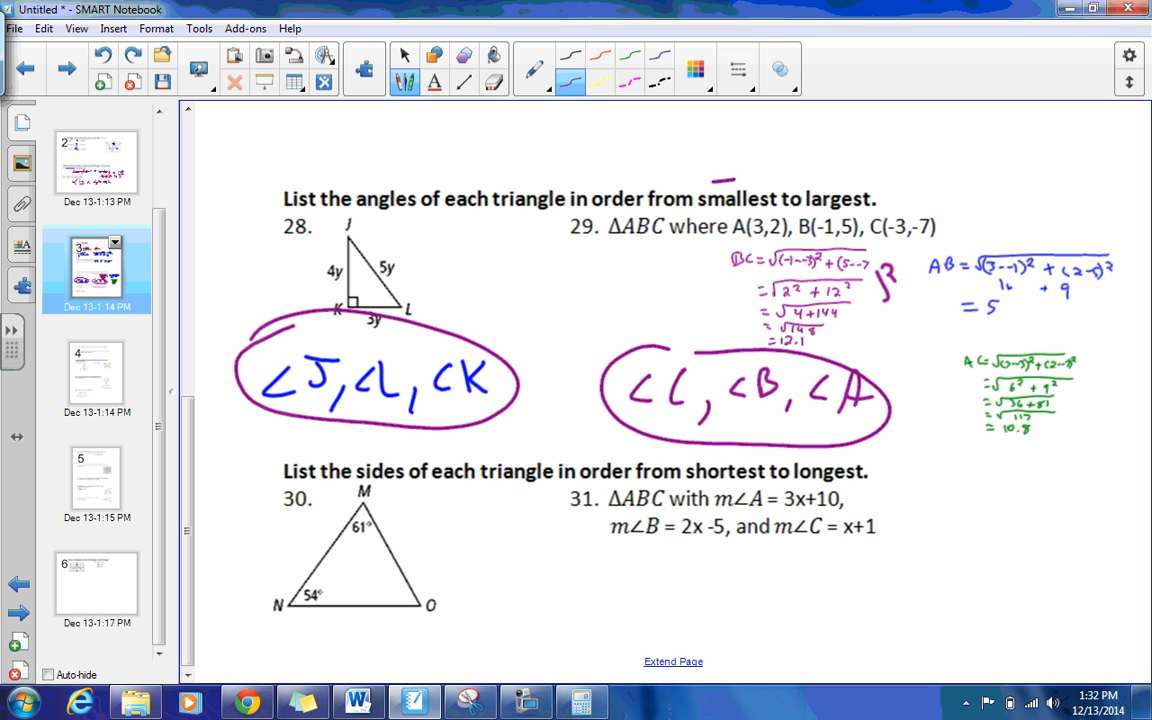 Untitled * - SMART Notebook
File Edit View Insert Format Tools Add-ons Help
2
Dec 13-1:13 PM
3
Dec 13-1:14 PM
4
Dec 13-1:14 PM
5
Dec 13-1:15 PM
6
Dec 13-1:17 PM
Auto-hide
List the angles of each triangle in order from smallest to largest.
28.
J
4y 5y
K L
3y
∠J, ∠L, ∠K
29. ΔABC where A(3,2), B(-1,5), C(-3,-7)
BC = √(-1--3)² + (5--7)²
= √2² + 12²
= √4+144
= √148
= 12.1
AB = √(3--1)² + (2-5)²
16 + 9
= 5
AC = √(3--3)² + (2--7)²
= √6² + 9²
= √36+81
= √117
= 10.8
∠C, ∠B, ∠A
List the sides of each triangle in order from shortest to longest.
30.
M
61°
54°
N O
31. ΔABC with m∠A = 3x+10,
m∠B = 2x -5, and m∠C = x+1
Extend Page
1:32 PM
12/13/2014